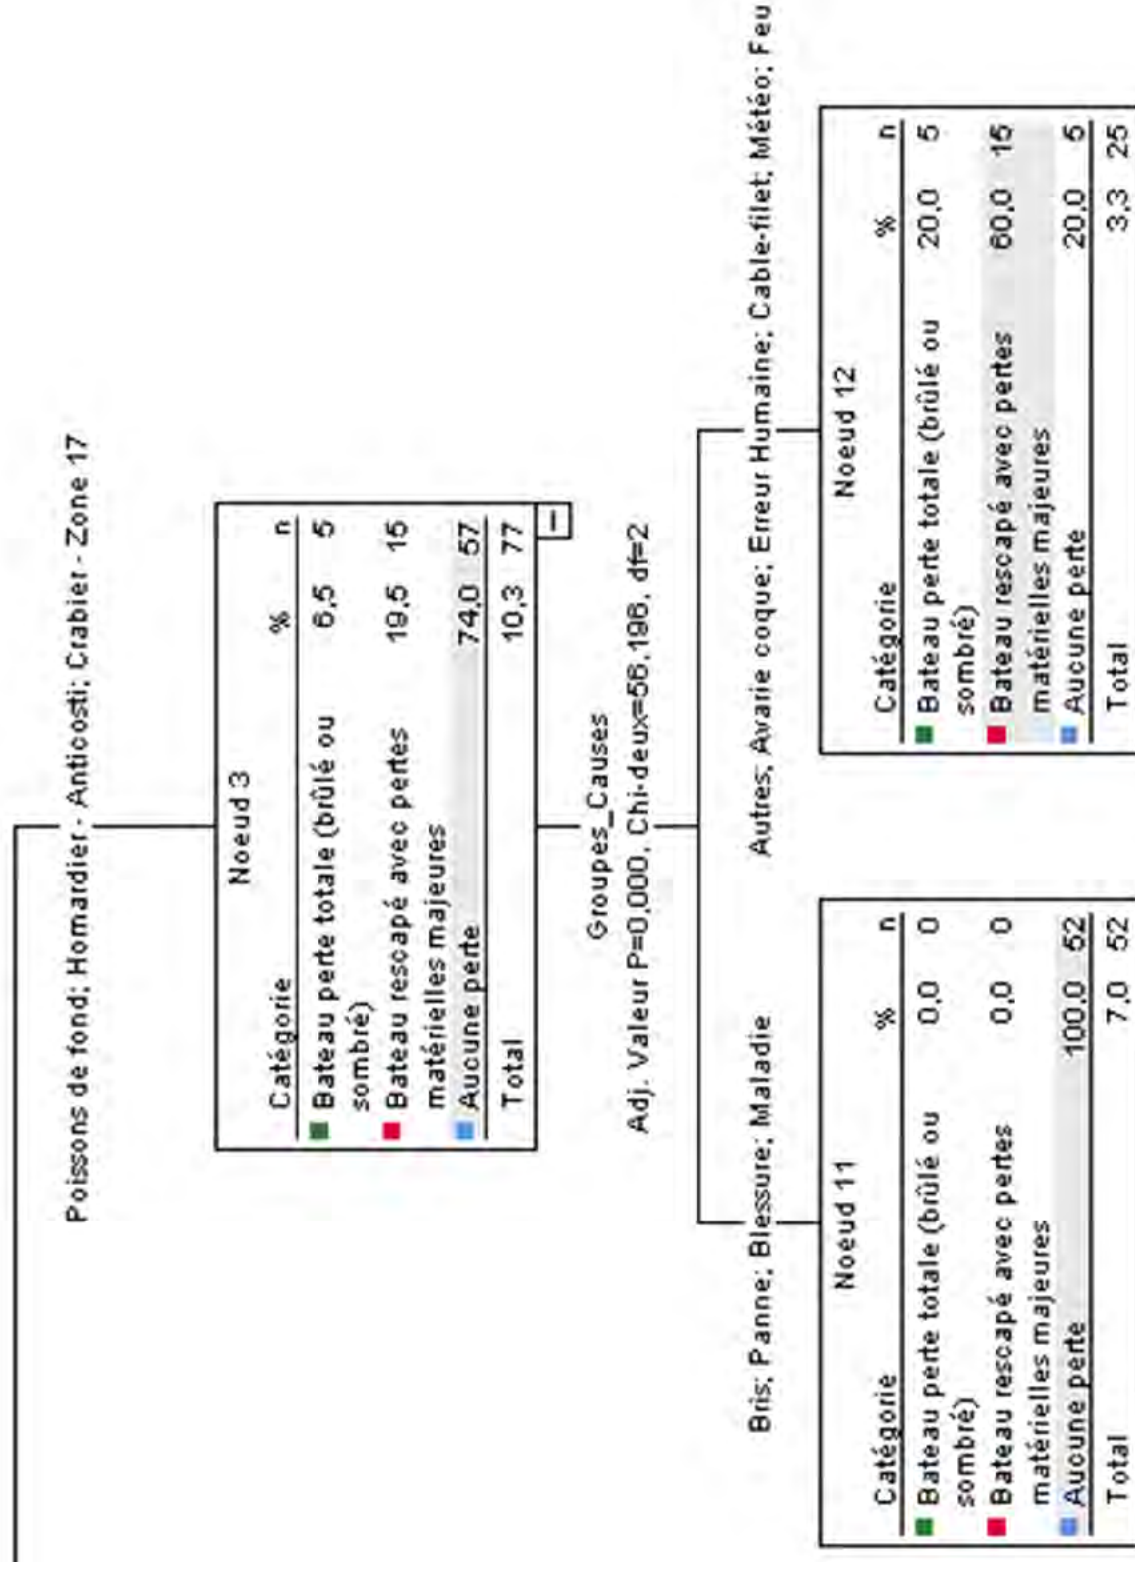 Poissons de fond; Homardier - Anticosti; Crabier - Zone 17
Noeud 3
Catégorie % n
Bateau perte totale (brûlé ou 6,5 5
sombré)
Bateau rescapé avec pertes 19,5 15
matérielles majeures
Aucune perte 74,0 57
Total 10,3 77
Groupes_Causes
Adj. Valeur P=0,000, Chi-deux=56,196, df=2
Bris; Panne; Blessure; Maladie
Noeud 11
Catégorie % n
Bateau perte totale (brûlé ou 0,0 0
sombré)
Bateau rescapé avec pertes 0,0 0
matérielles majeures
Aucune perte 100,0 52
Total 7,0 52
Autres; Avarie coque; Erreur Humaine; Cable-filet; Météo; Feu
Noeud 12
Catégorie % n
Bateau perte totale (brûlé ou 20,0 5
sombré)
Bateau rescapé avec pertes 60,0 15
matérielles majeures
Aucune perte 20,0 5
Total 3,3 25